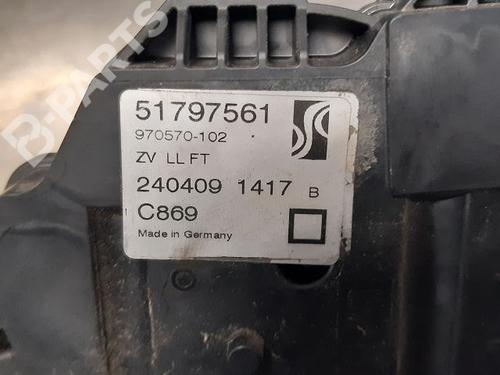 B-PARTS
51797561
970570-102
ZV LL FT
240409 1417 B
C869
Made in Germany